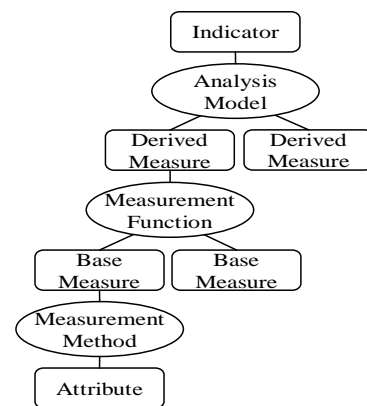 Indicator
Analysis
Model
Derived
Measure
Derived
Measure
Measurement
Function
Base
Measure
Base
Measure
Measurement
Method
Attribute